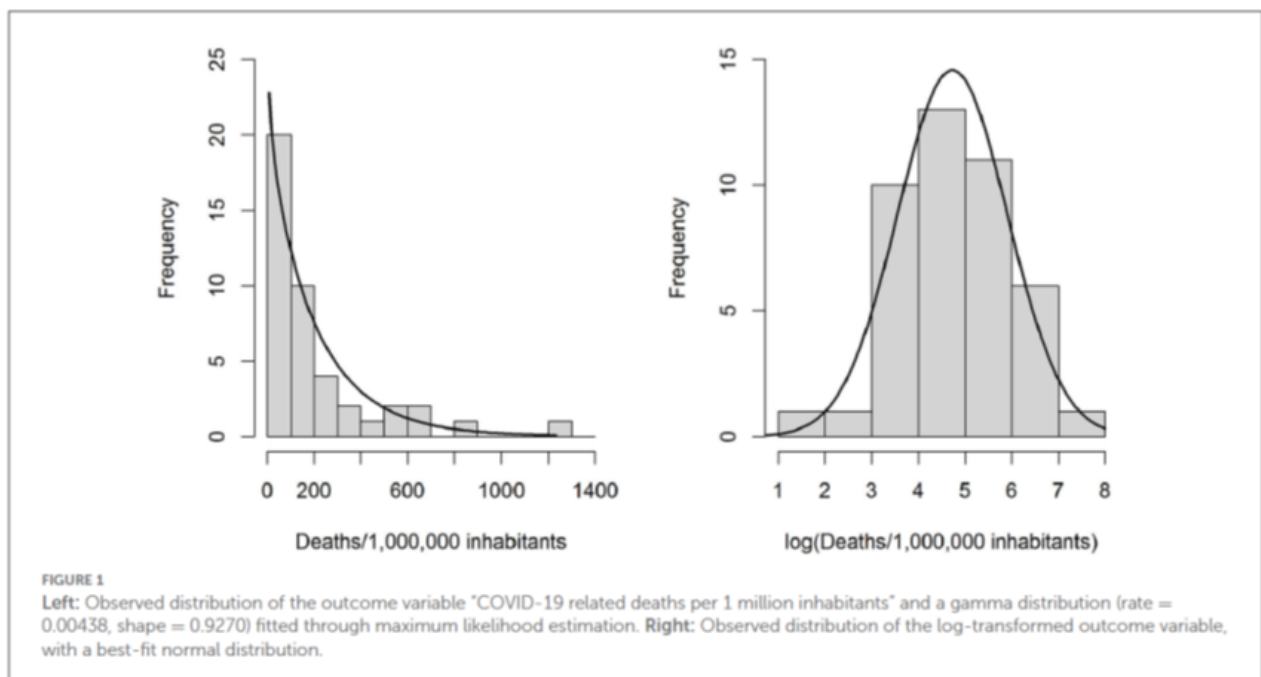 25
20
15
10
5
0
Frequency
0 200 600 1000 1400
Deaths/1,000,000 inhabitants
15
10
5
0
Frequency
1 2 3 4 5 6 7 8
log(Deaths/1,000,000 inhabitants)
FIGURE 1
Left: Observed distribution of the outcome variable "COVID-19 related deaths per 1 million inhabitants" and a gamma distribution (rate =
0.00438, shape = 0.9270) fitted through maximum likelihood estimation. Right: Observed distribution of the log-transformed outcome variable,
with a best-fit normal distribution.